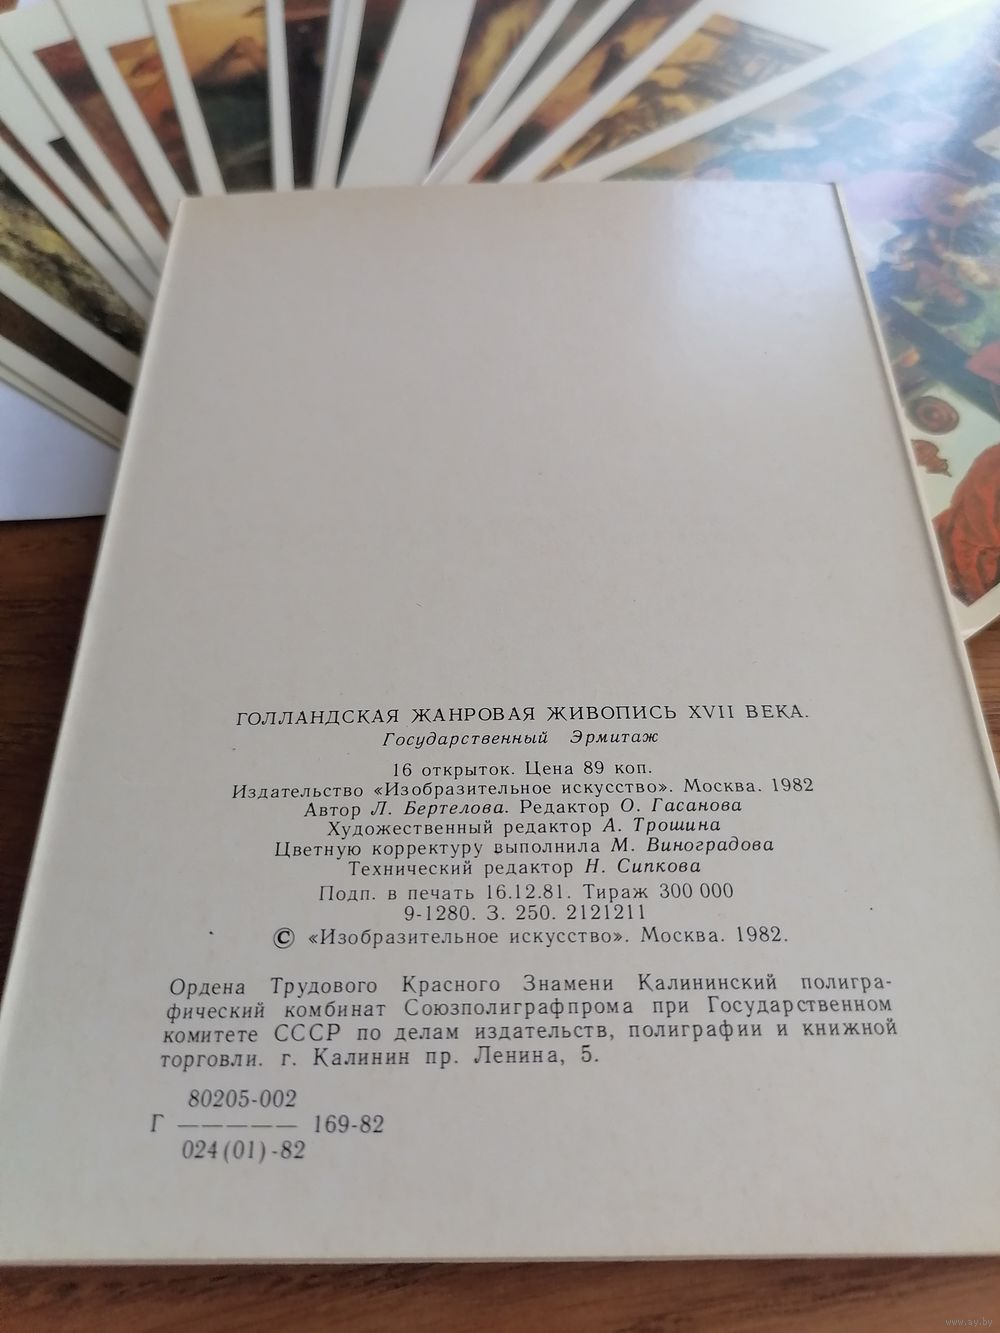 ГОЛЛАНДСКАЯ ЖАНРОВАЯ ЖИВОПИСЬ XVII ВЕКА.
Государственный Эрмитаж
16 открыток. Цена 89 коп.
Издательство «Изобразительное искусство». Москва. 1982
Автор Л. Бертелова. Редактор О. Гасанова
Художественный редактор А. Трошина
Цветную корректуру выполнила М. Виноградова
Технический редактор Н. Сипкова
Подп. в печать 16.12.81. Тираж 300 000
9-1280. З. 250. 2121211
© «Изобразительное искусство». Москва. 1982.
Ордена Трудового Красного Знамени Калининский полигра-
фический комбинат Союзполиграфпрома при Государственном
комитете СССР по делам издательств, полиграфии и книжной
торговли. г. Калинин пр. Ленина, 5.
80205-002
Г ————— 169-82
024(01)-82
www.ay.by